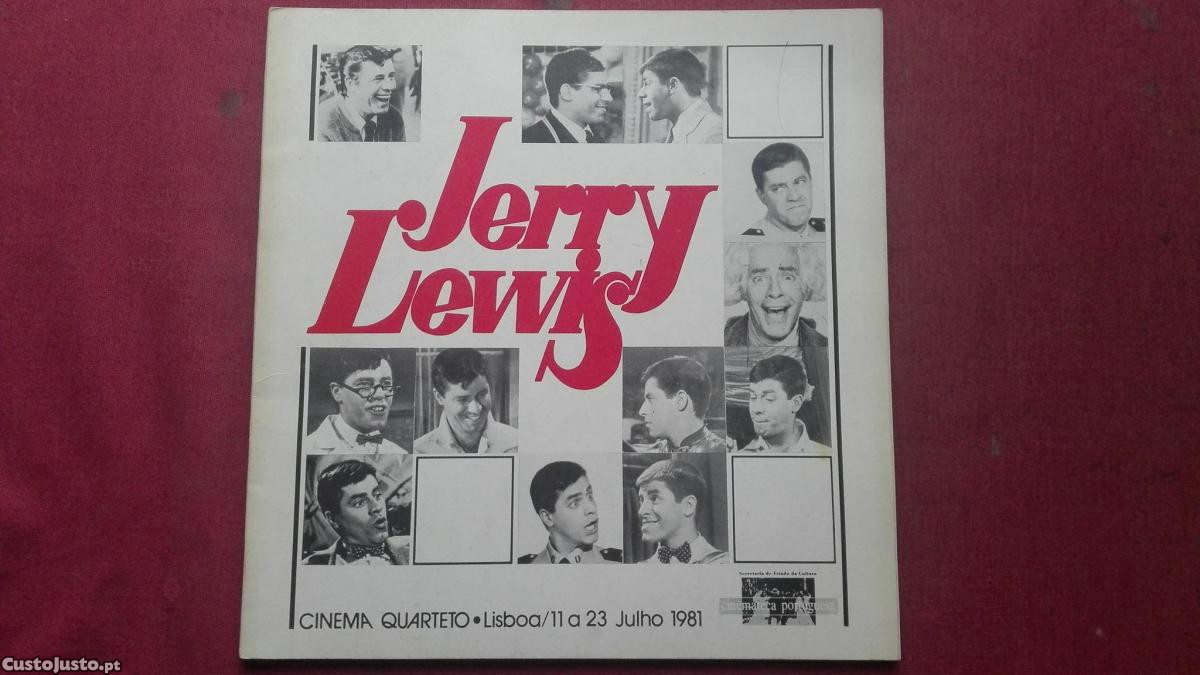 Jerry
Lewis
Secretaria de Estado da Cultura
cinemateca portuguesa
CINEMA QUARTETO • Lisboa/11 a 23 Julho 1981
CustoJusto.pt